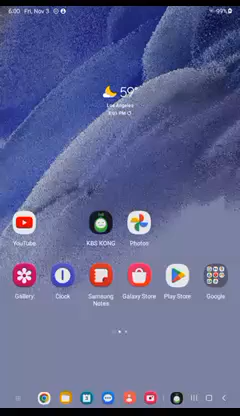 6:00 Fri, Nov 3
99%
59°
Los Angeles
YouTube
KBS KONG
Photos
Gallery
Clock
Samsung
Notes
Galaxy Store
Play Store
Google